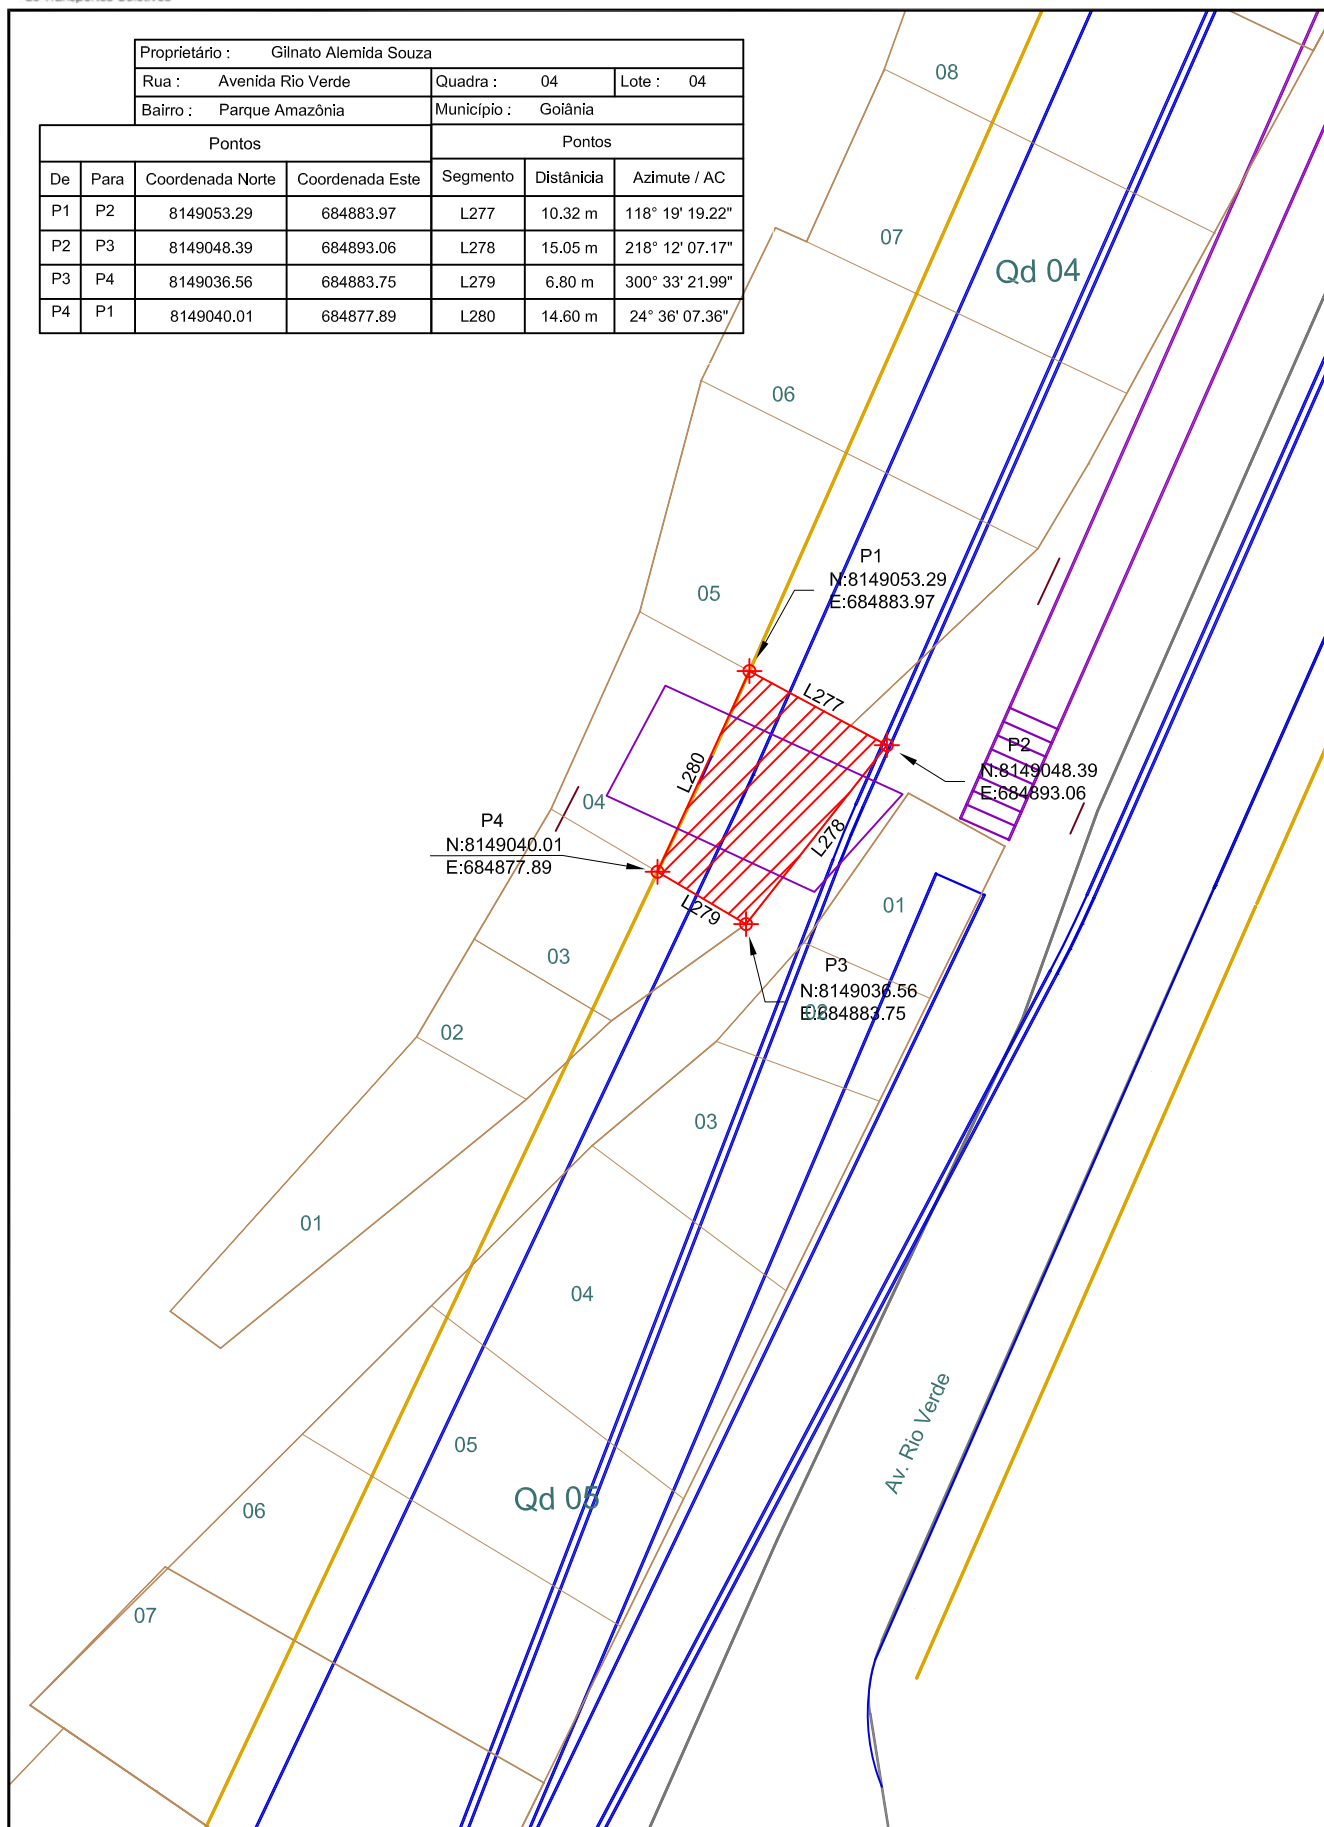 Proprietário : Gilnato Alemida Souza
Rua : Avenida Rio Verde Quadra : 04 Lote : 04
Bairro : Parque Amazônia Município : Goiânia
Pontos Pontos
De Para Coordenada Norte Coordenada Este Segmento Distânicia Azimute / AC
P1 P2 8149053.29 684883.97 L277 10.32 m 118° 19' 19.22"
P2 P3 8149048.39 684893.06 L278 15.05 m 218° 12' 07.17"
P3 P4 8149036.56 684883.75 L279 6.80 m 300° 33' 21.99"
P4 P1 8149040.01 684877.89 L280 14.60 m 24° 36' 07.36"
08
07
Qd 04
06
05
P1
N:8149053.29
E:684883.97
L277
P2
N:8149048.39
E:684893.06
L280
04
P4
N:8149040.01
E:684877.89
L278
L279
01
03
P3
N:8149036.56
E:684883.75
02
02
03
01
04
Av. Rio Verde
05
Qd 05
06
07